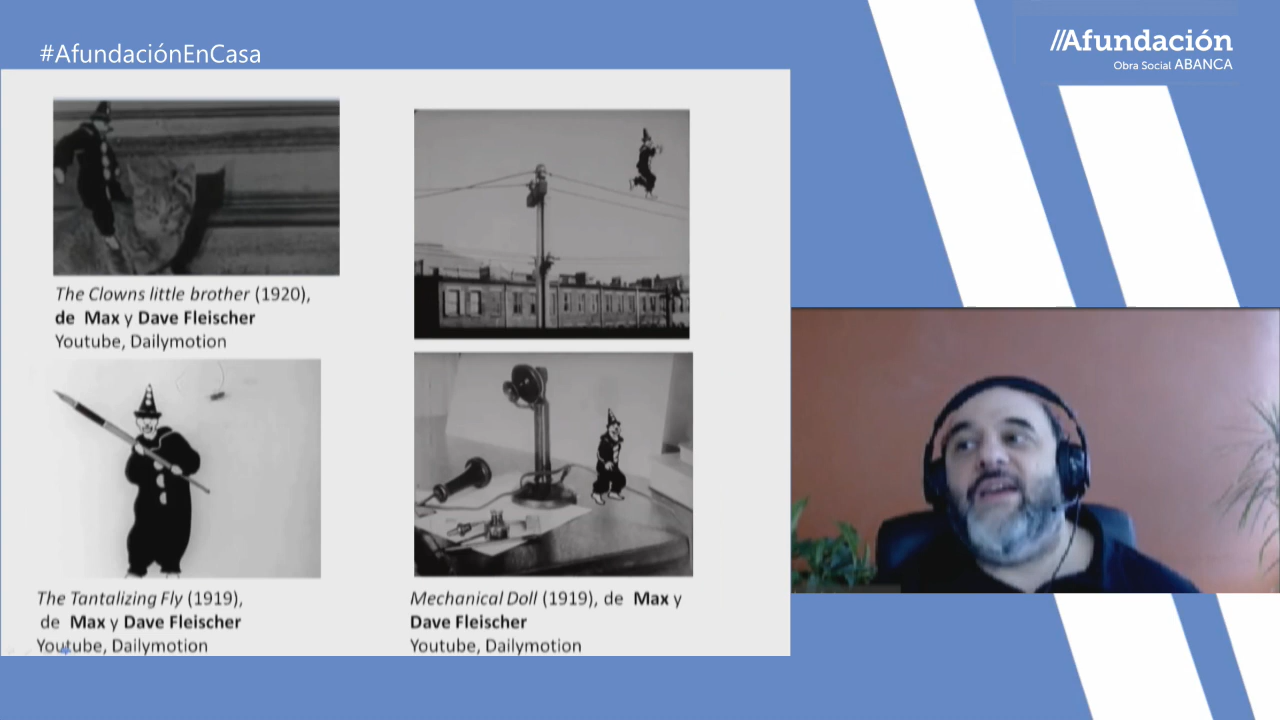 #AfundaciónEnCasa
//Afundación
Obra Social ABANCA
The Clowns little brother (1920),
de Max y Dave Fleischer
Youtube, Dailymotion
The Tantalizing Fly (1919),
de Max y Dave Fleischer
Youtube, Dailymotion
Mechanical Doll (1919), de Max y
Dave Fleischer
Youtube, Dailymotion